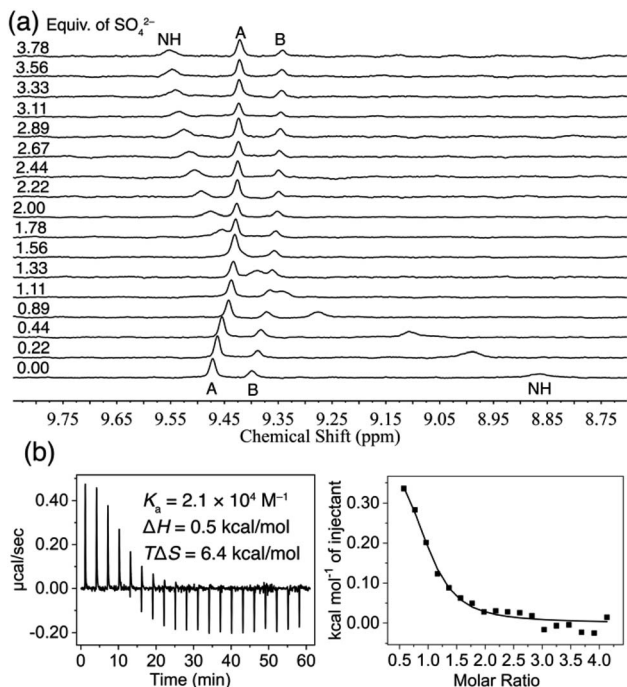 (a) Equiv. of SO₄²⁻
NH
A
B
3.78
3.56
3.33
3.11
2.89
2.67
2.44
2.22
2.00
1.78
1.56
1.33
1.11
0.89
0.44
0.22
0.00
A
B
NH
9.75 9.65 9.55 9.45 9.35 9.25 9.15 9.05 8.95 8.85 8.75
Chemical Shift (ppm)
(b)
μcal/sec
0.40
0.20
0.00
-0.20
Kₐ = 2.1 × 10⁴ M⁻¹
ΔH = 0.5 kcal/mol
TΔS = 6.4 kcal/mol
0 10 20 30 40 50 60
Time (min)
kcal mol⁻¹ of injectant
0.30
0.20
0.10
0.00
0.5 1.0 1.5 2.0 2.5 3.0 3.5 4.0
Molar Ratio